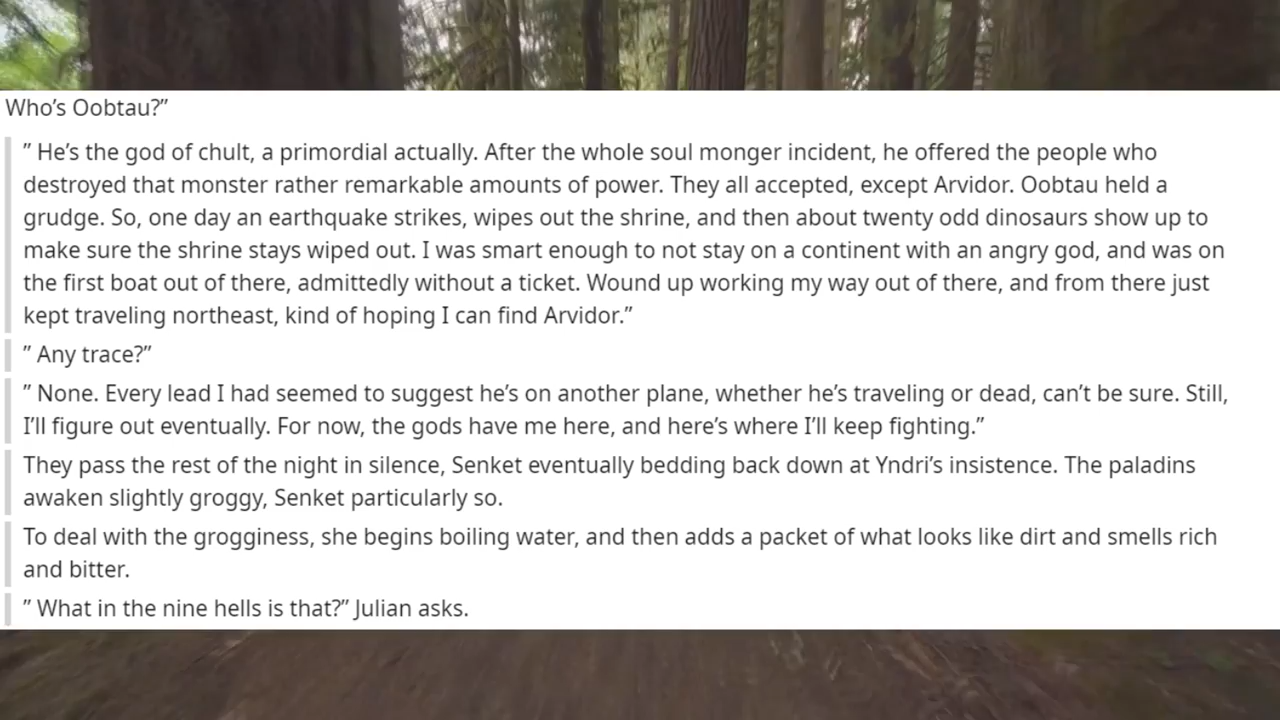 Who’s Oobtau?”
” He’s the god of chult, a primordial actually. After the whole soul monger incident, he offered the people who
destroyed that monster rather remarkable amounts of power. They all accepted, except Arvidor. Oobtau held a
grudge. So, one day an earthquake strikes, wipes out the shrine, and then about twenty odd dinosaurs show up to
make sure the shrine stays wiped out. I was smart enough to not stay on a continent with an angry god, and was on
the first boat out of there, admittedly without a ticket. Wound up working my way out of there, and from there just
kept traveling northeast, kind of hoping I can find Arvidor.”
” Any trace?”
” None. Every lead I had seemed to suggest he’s on another plane, whether he’s traveling or dead, can’t be sure. Still,
I’ll figure out eventually. For now, the gods have me here, and here’s where I’ll keep fighting.”
They pass the rest of the night in silence, Senket eventually bedding back down at Yndri’s insistence. The paladins
awaken slightly groggy, Senket particularly so.
To deal with the grogginess, she begins boiling water, and then adds a packet of what looks like dirt and smells rich
and bitter.
” What in the nine hells is that?” Julian asks.